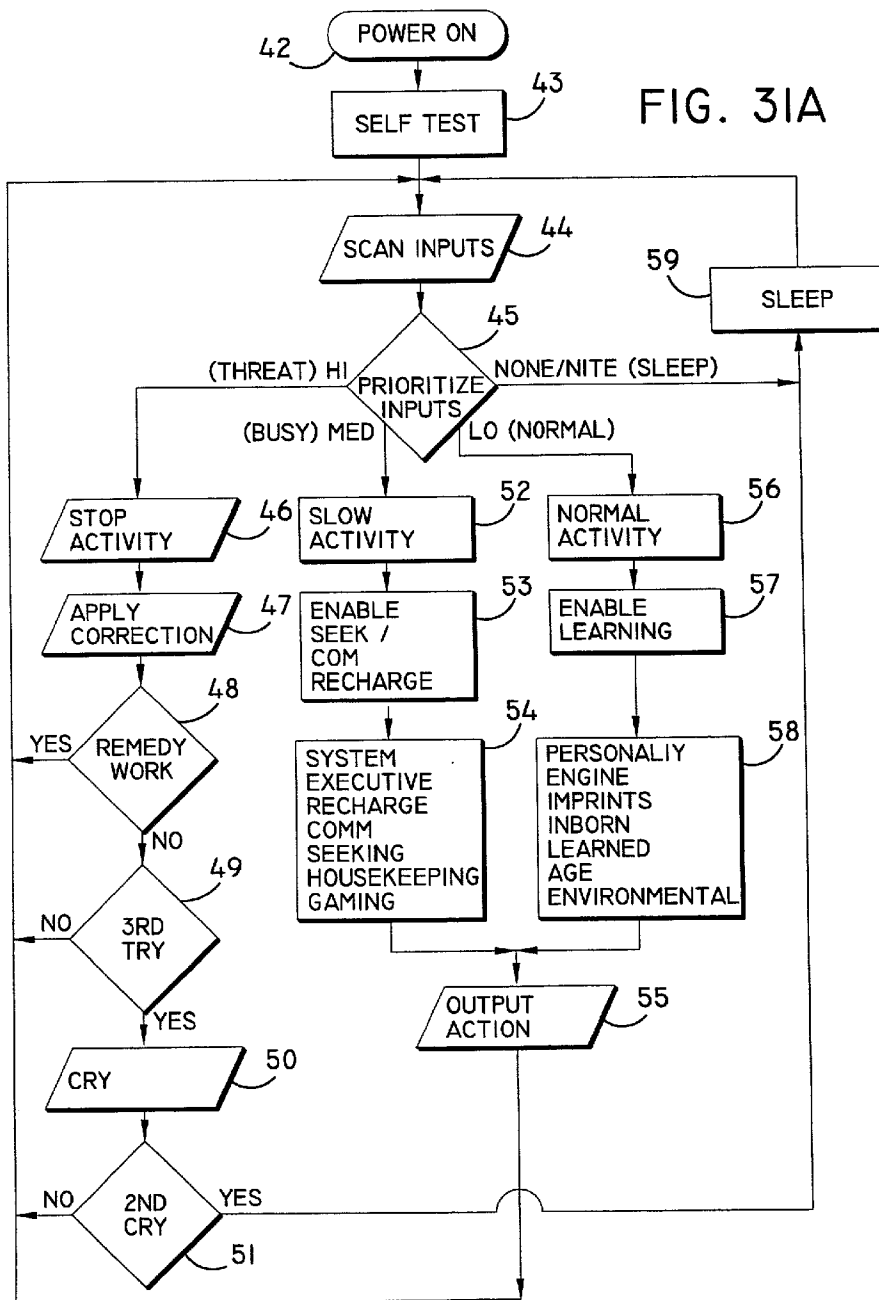 POWER ON
42
43
SELF TEST
FIG. 31A
SCAN INPUTS
44
59
SLEEP
45
(THREAT) HI
PRIORITIZE
INPUTS
NONE/NITE (SLEEP)
(BUSY) MED
LO (NORMAL)
STOP
ACTIVITY
46
SLOW
ACTIVITY
52
NORMAL
ACTIVITY
56
APPLY
CORRECTION
47
ENABLE
SEEK /
COM
RECHARGE
53
ENABLE
LEARNING
57
48
YES
REMEDY
WORK
NO
54
SYSTEM
EXECUTIVE
RECHARGE
COMM
SEEKING
HOUSEKEEPING
GAMING
58
PERSONALIY
ENGINE
IMPRINTS
INBORN
LEARNED
AGE
ENVIRONMENTAL
49
NO
3RD
TRY
YES
OUTPUT
ACTION
55
CRY
50
NO
2ND
CRY
YES
51